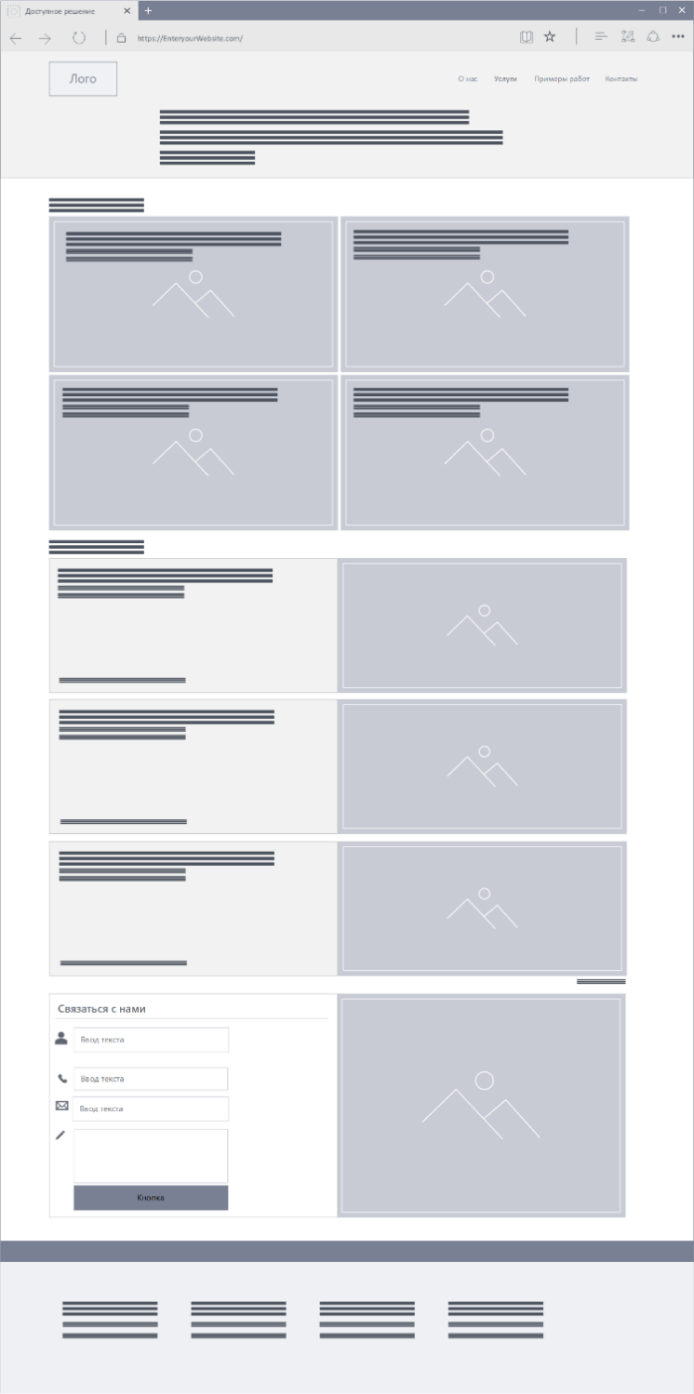 Доступное решение
https://EnteryourWebsite.com/
Лого
О нас Услуги Примеры работ Контакты
Связаться с нами
Ввод текста
Ввод текста
Ввод текста
Кнопка